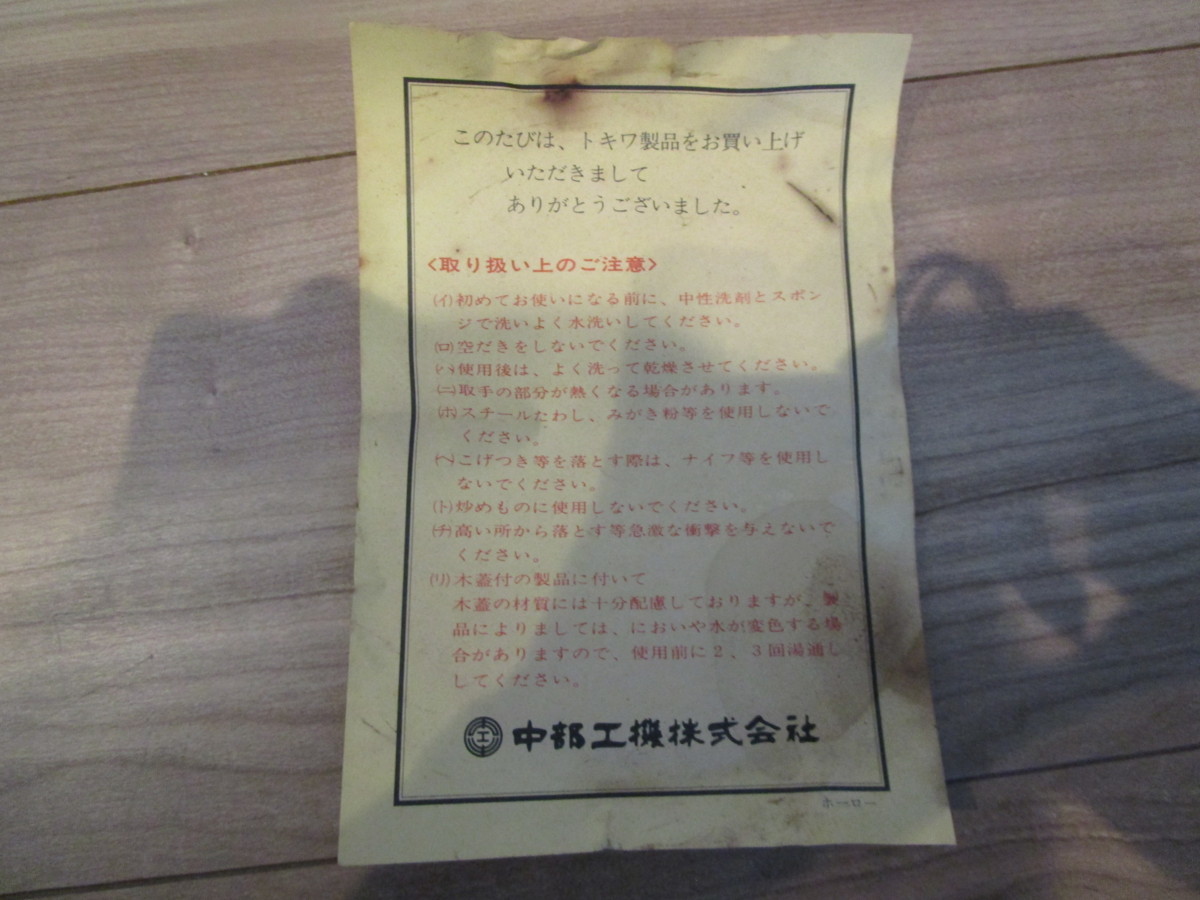 このたびは、トキワ製品をお買い上げ
いただきまして
ありがとうございました。
<取り扱い上のご注意>
(イ)初めてお使いになる前に、中性洗剤とスポン
ジで洗いよく水洗いしてください。
(ロ)空だきをしないでください。
(ハ)使用後は、よく洗って乾燥させてください。
(ニ)取手の部分が熱くなる場合があります。
(ホ)スチールたわし、みがき粉等を使用しないで
ください。
(ヘ)こげつき等を落とす際は、ナイフ等を使用し
ないでください。
(ト)炒めものに使用しないでください。
(チ)高い所から落とす等急激な衝撃を与えないで
ください。
(リ)木蓋付の製品に付いて
木蓋の材質には十分配慮しておりますが、製
品によりましては、においや水が変色する場
合がありますので、使用前に2、3回湯通し
してください。
工 中部工機株式会社
ホーロー